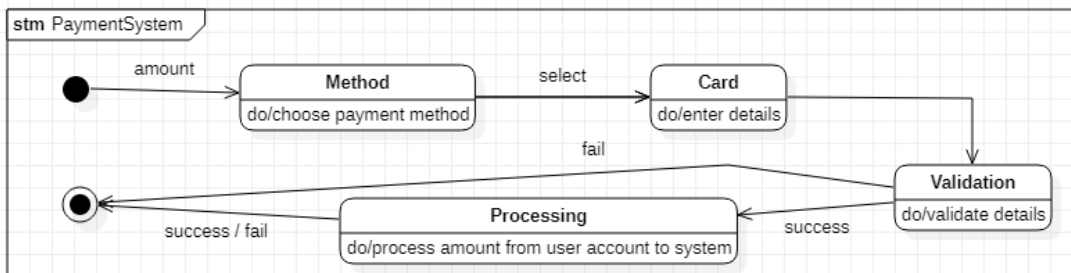 stm PaymentSystem
amount
Method
do/choose payment method
select
Card
do/enter details
fail
Validation
do/validate details
success
Processing
do/process amount from user account to system
success / fail